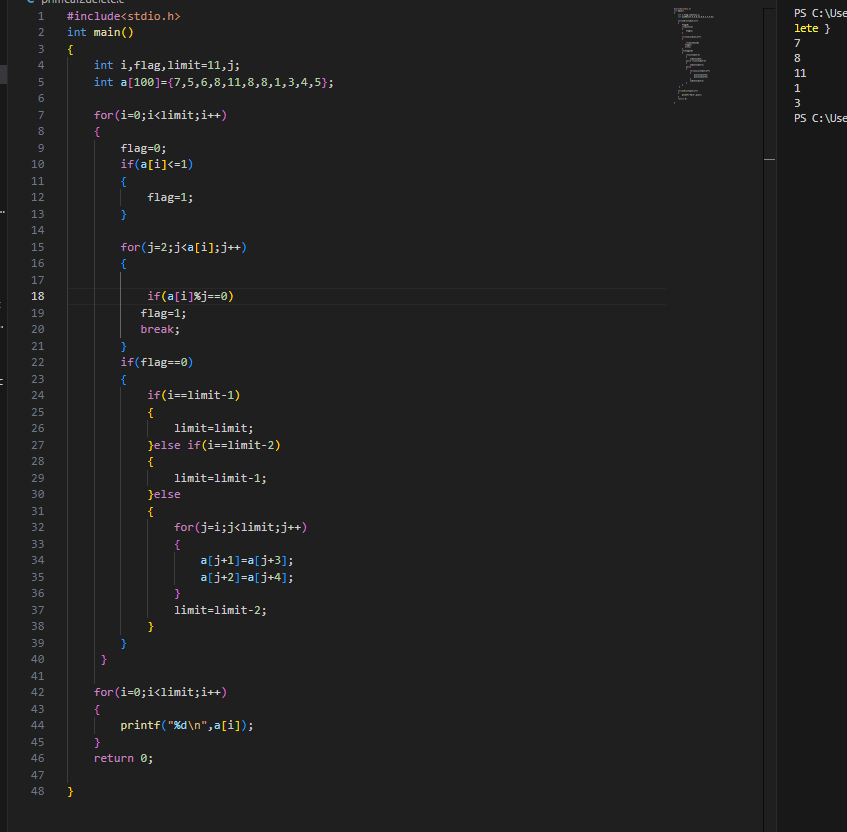 primeafzdelete.c
1 #include<stdio.h>
2 int main()
3 {
4 int i,flag,limit=11,j;
5 int a[100]={7,5,6,8,11,8,8,1,3,4,5};
6
7 for(i=0;i<limit;i++)
8 {
9 flag=0;
10 if(a[i]<=1)
11 {
12 flag=1;
13 }
14
15 for(j=2;j<a[i];j++)
16 {
17
18 if(a[i]%j==0)
19 flag=1;
20 break;
21 }
22 if(flag==0)
23 {
24 if(i==limit-1)
25 {
26 limit=limit;
27 }else if(i==limit-2)
28 {
29 limit=limit-1;
30 }else
31 {
32 for(j=i;j<limit;j++)
33 {
34 a[j+1]=a[j+3];
35 a[j+2]=a[j+4];
36 }
37 limit=limit-2;
38 }
39 }
40 }
41
42 for(i=0;i<limit;i++)
43 {
44 printf("%d\n",a[i]);
45 }
46 return 0;
47
48 }
PS C:\Use
lete }
7
8
11
1
3
PS C:\Use